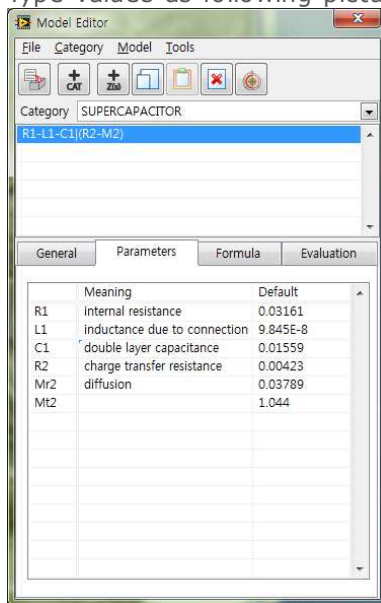 Type values as following pictu
Model Editor
File Category Model Tools
CAT Z(ω)
Category SUPERCAPACITOR
R1-L1-C1|(R2-M2)
General Parameters Formula Evaluation
Meaning Default
R1 internal resistance 0.03161
L1 inductance due to connection 9.845E-8
C1 double layer capacitance 0.01559
R2 charge transfer resistance 0.00423
Mr2 diffusion 0.03789
Mt2 1.044